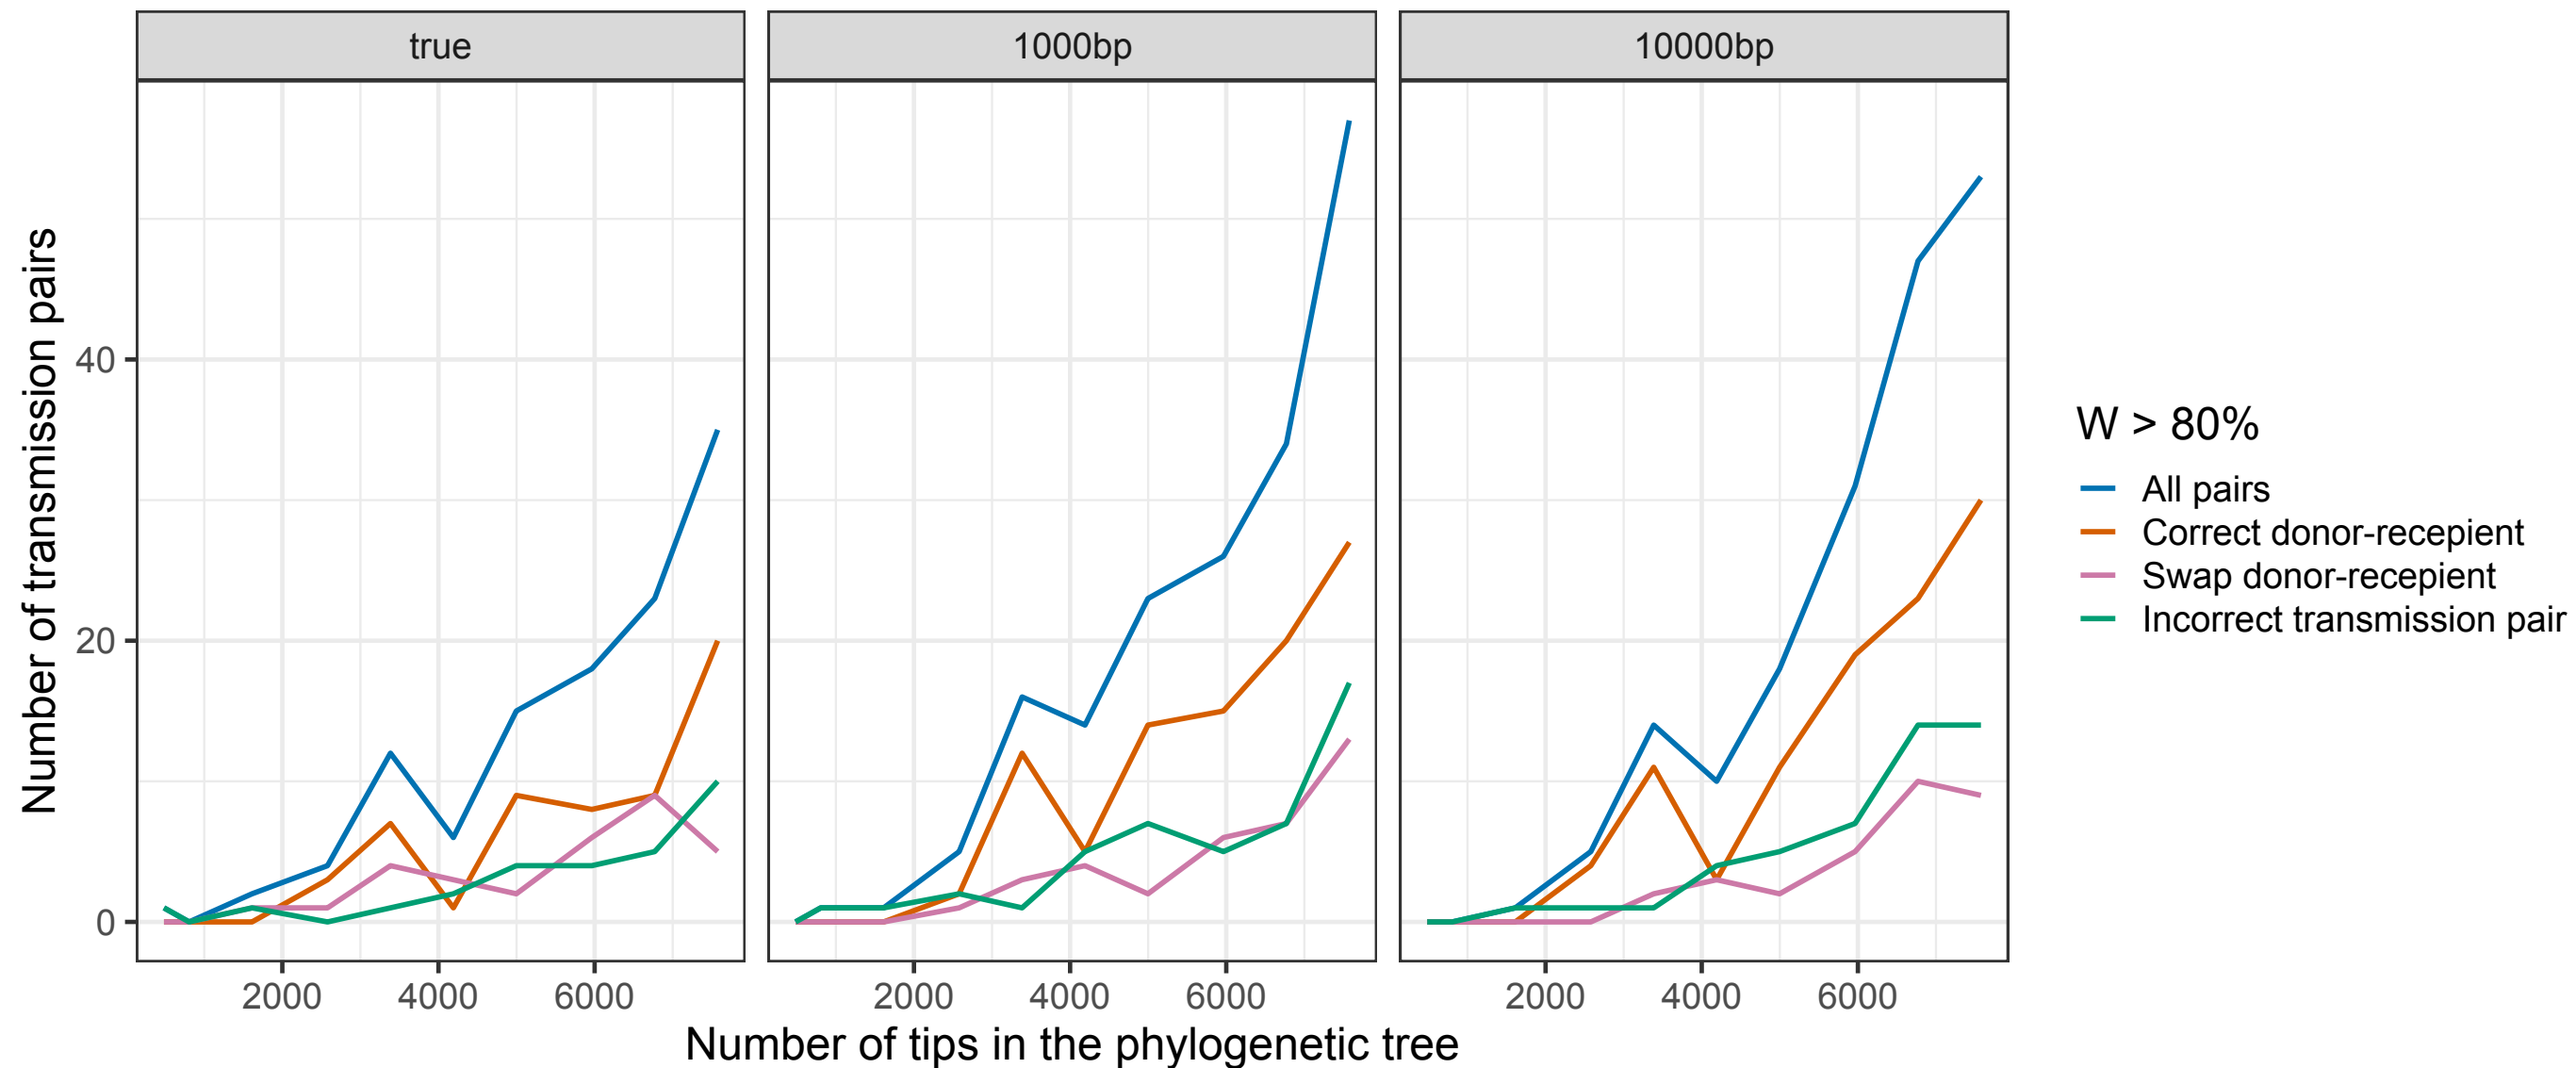 true
1000bp
10000bp
Number of transmission pairs
40
20
0
2000 4000 6000
2000 4000 6000
2000 4000 6000
Number of tips in the phylogenetic tree
W > 80%
All pairs
Correct donor-recepient
Swap donor-recepient
Incorrect transmission pair